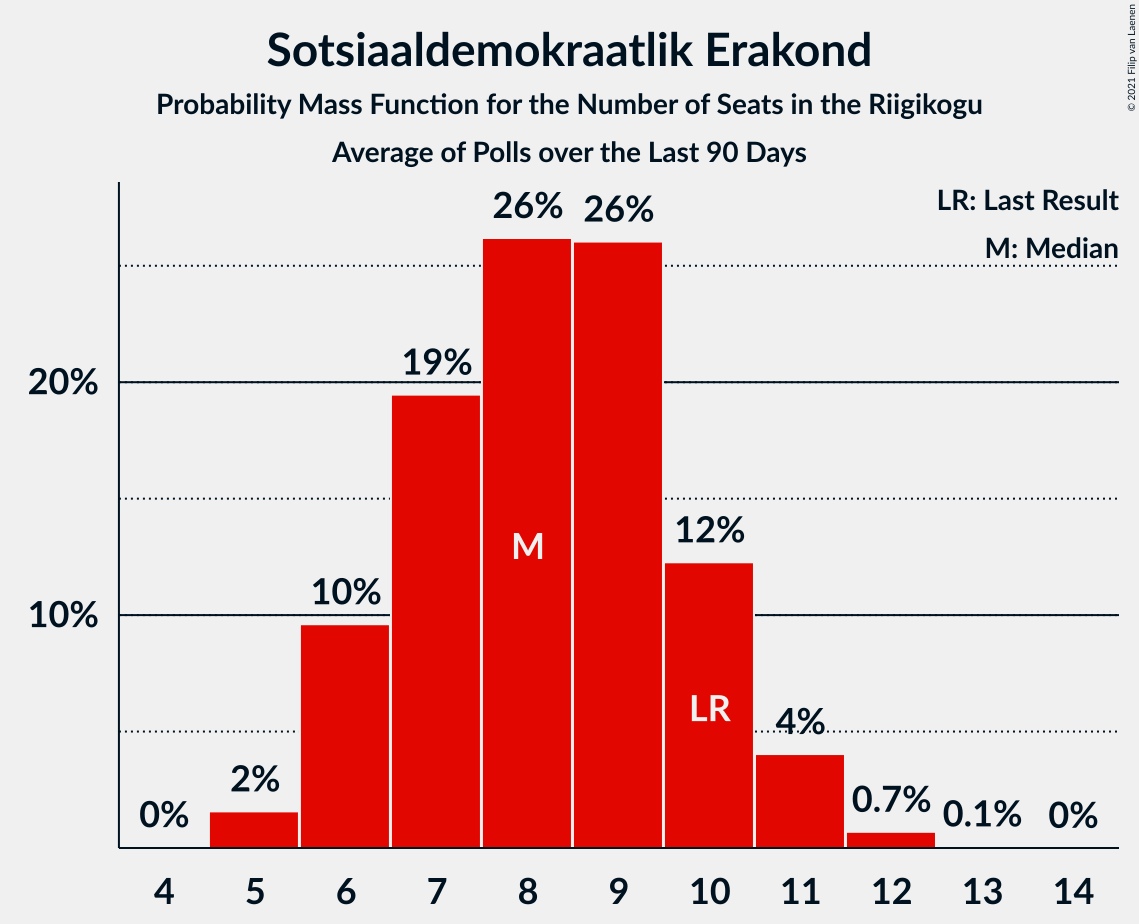 Sotsiaaldemokraatlik Erakond
Probability Mass Function for the Number of Seats in the Riigikogu
Average of Polls over the Last 90 Days
© 2021 Filip van Laenen
LR: Last Result
M: Median
26%
26%
19%
20%
12%
M
10%
10%
LR
4%
2%
0.7%
0%
0.1%
0%
4 5 6 7 8 9 10 11 12 13 14